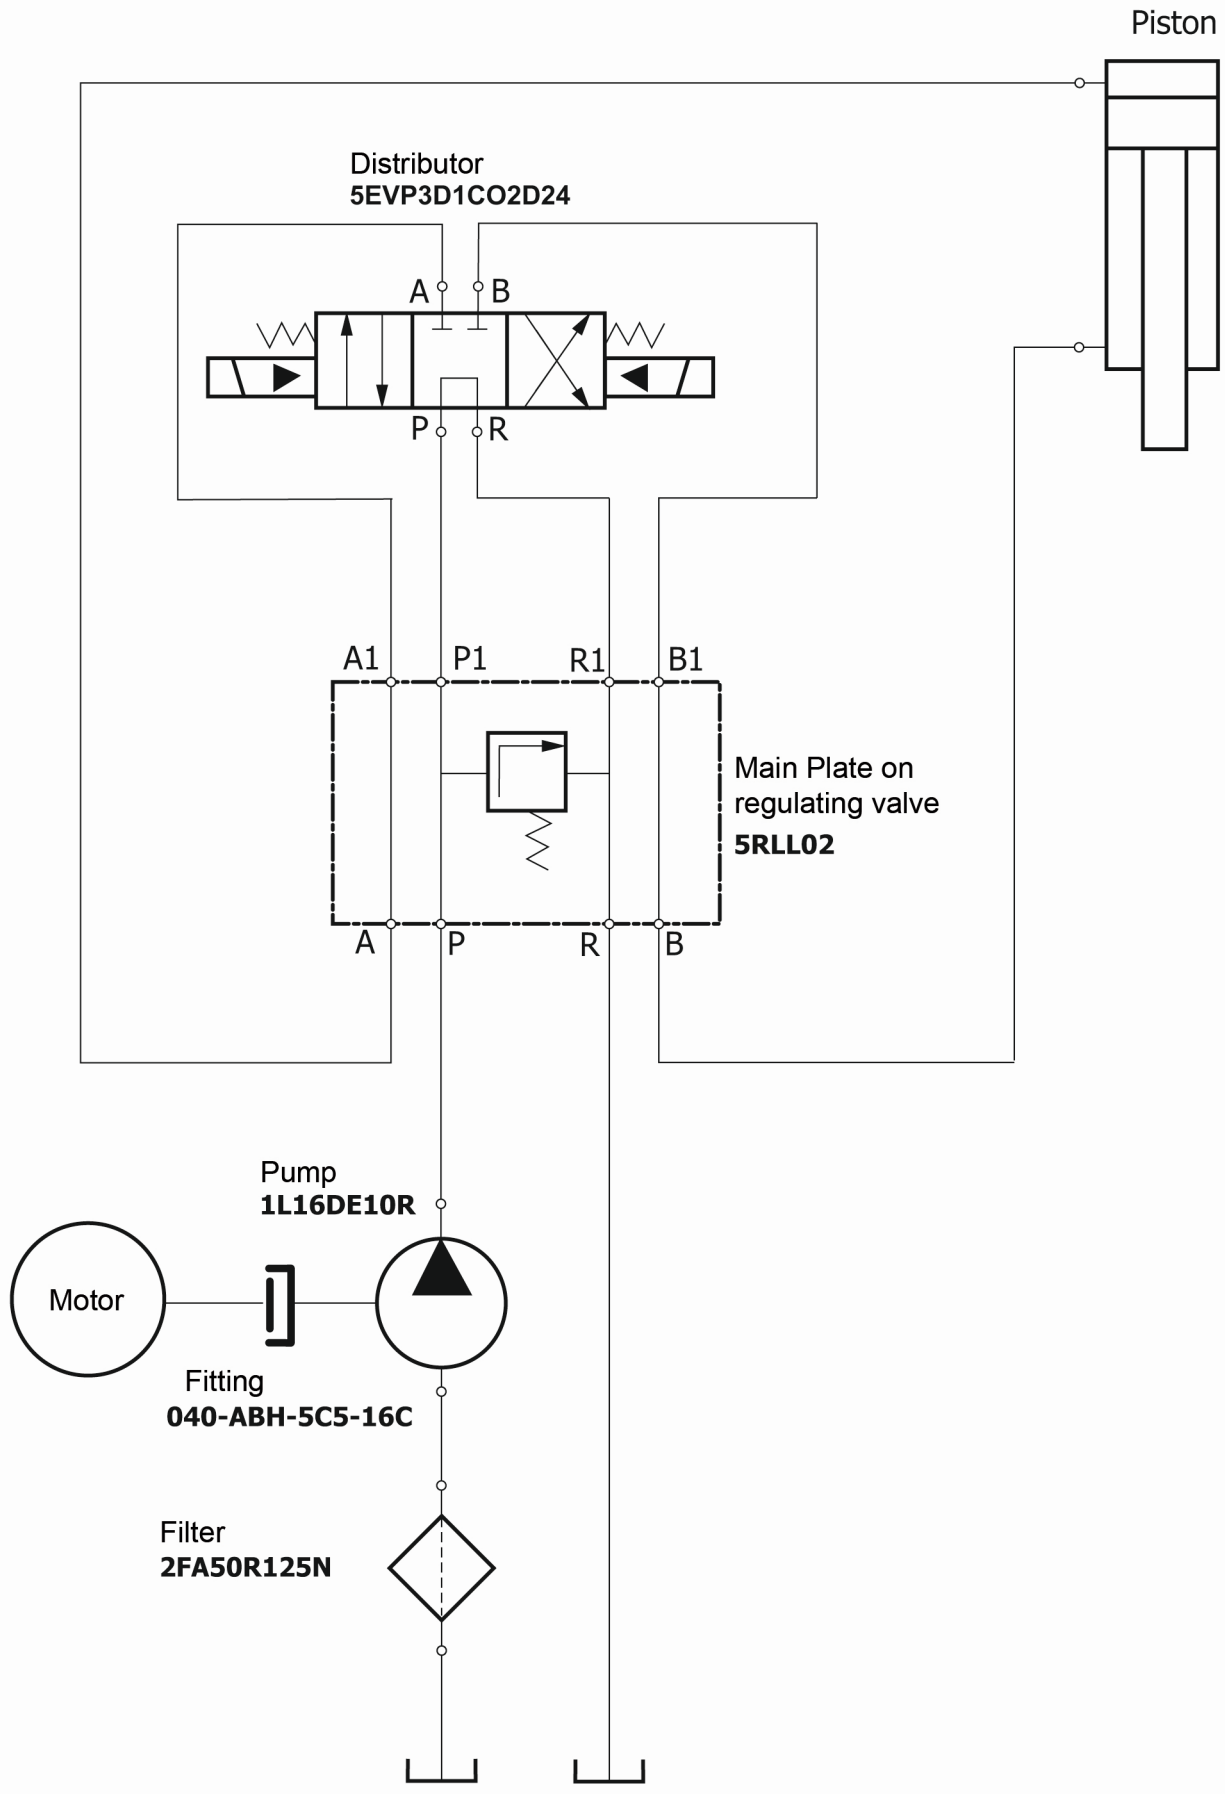 Piston
Distributor
5EVP3D1CO2D24
A B
P R
A1 P1 R1 B1
Main Plate on
regulating valve
5RLL02
A P R B
Pump
1L16DE10R
Motor
Fitting
040-ABH-5C5-16C
Filter
2FA50R125N